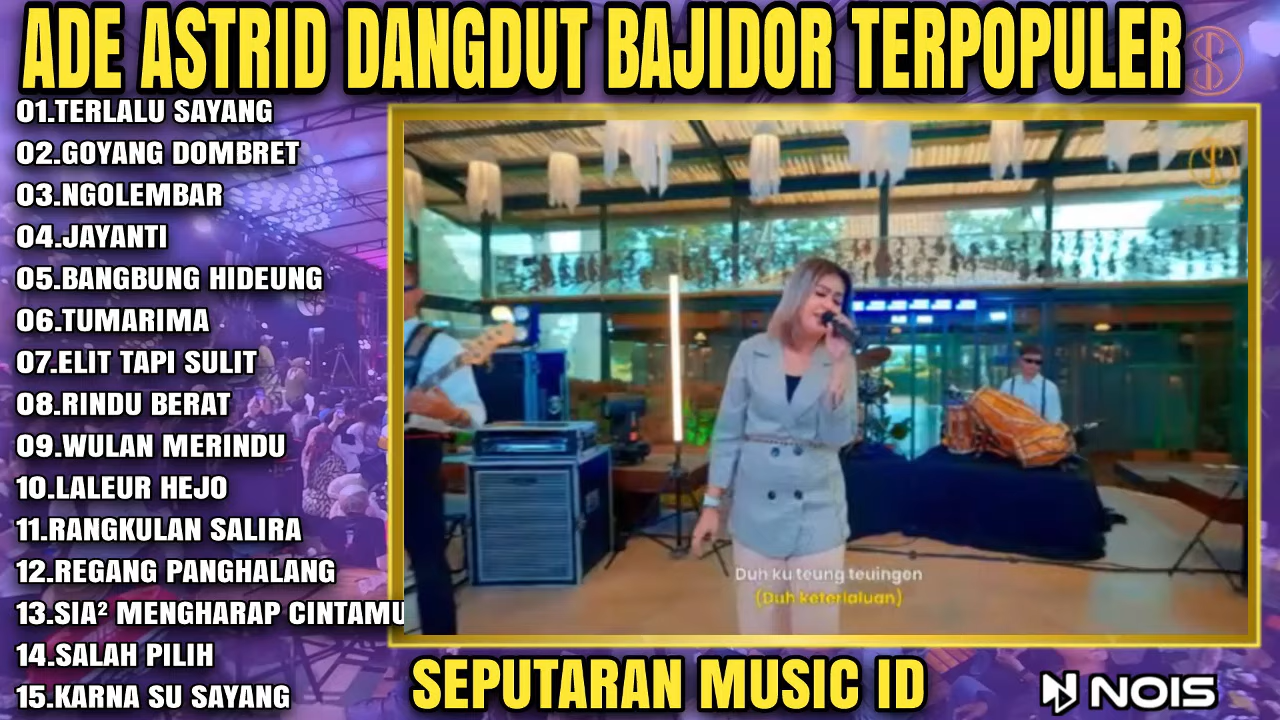 ADE ASTRID DANGDUT BAJIDOR TERPOPULER
01.TERLALU SAYANG
02.GOYANG DOMBRET
03.NGOLEMBAR
04.JAYANTI
05.BANGBUNG HIDEUNG
06.TUMARIMA
07.ELIT TAPI SULIT
08.RINDU BERAT
09.WULAN MERINDU
10.LALEUR HEJO
11.RANGKULAN SALIRA
12.REGANG PANGHALANG
13.SIA² MENGHARAP CINTAMU
14.SALAH PILIH
15.KARNA SU SAYANG
Duh ku teung teuingen
(Duh keterlaluan)
SEPUTARAN MUSIC ID
NOIS